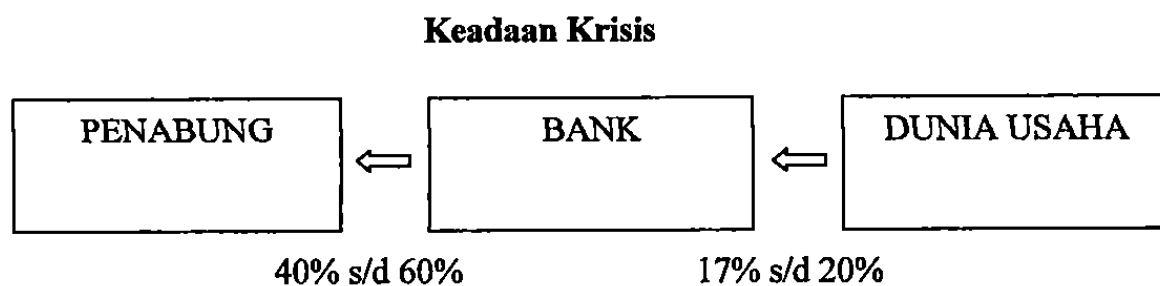 Keadaan Krisis
PENABUNG BANK DUNIA USAHA
40% s/d 60% 17% s/d 20%